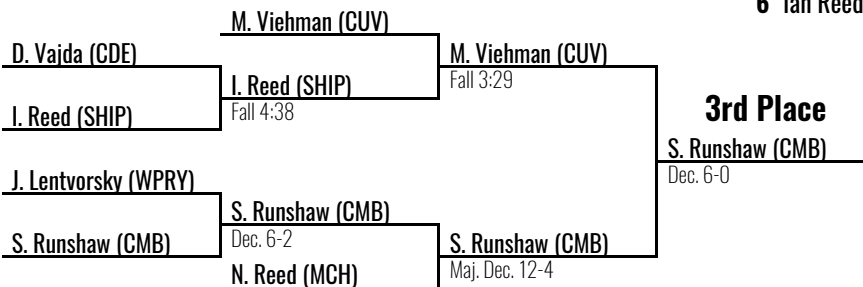 6 Ian Reed
M. Viehman (CUV)
D. Vajda (CDE)
M. Viehman (CUV)
I. Reed (SHIP)
Fall 3:29
Fall 4:38
I. Reed (SHIP)
3rd Place
S. Runshaw (CMB)
Dec. 6-0
J. Lentvorsky (WPRY)
S. Runshaw (CMB)
Dec. 6-2
S. Runshaw (CMB)
S. Runshaw (CMB)
Maj. Dec. 12-4
N. Reed (MCH)